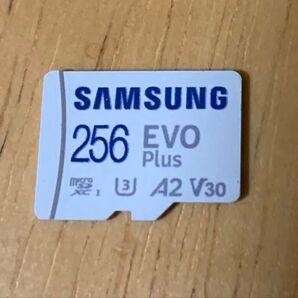 SAMSUNG
256 EVO
Plus
micro SD XC I U3 A2 V30